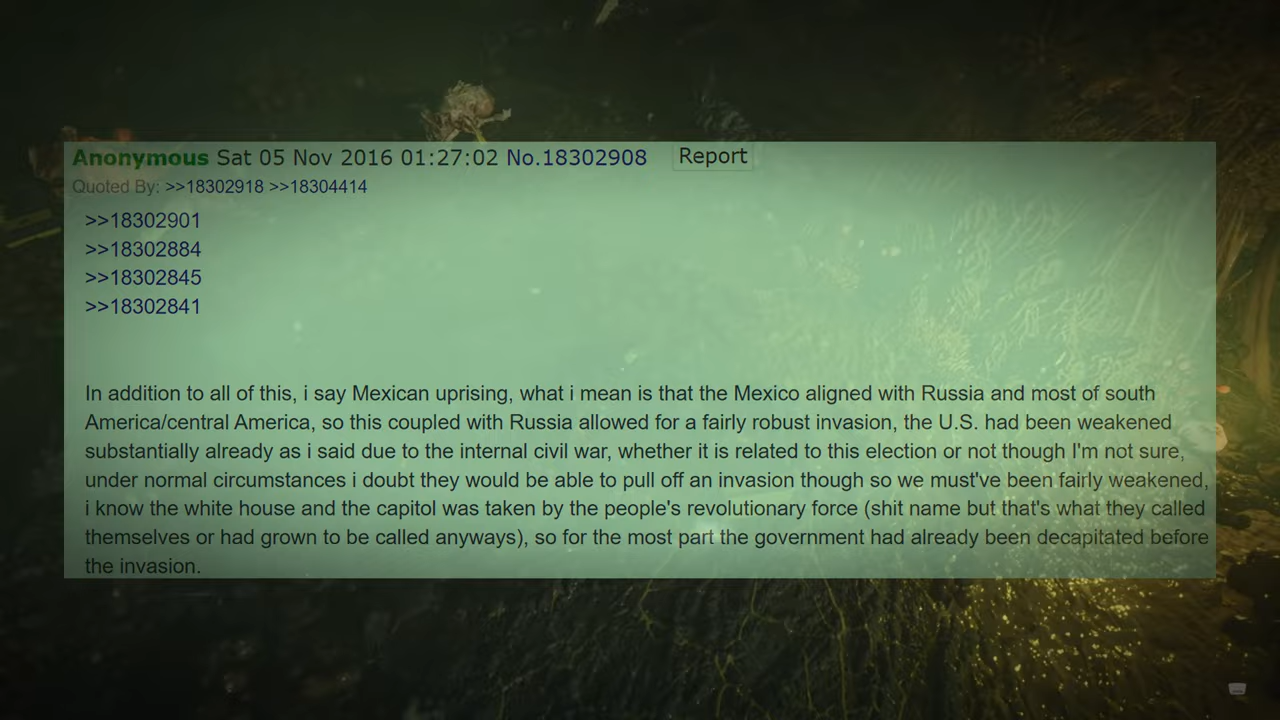 Anonymous Sat 05 Nov 2016 01:27:02 No.18302908 Report
Quoted By: >>18302918 >>18304414
>>18302901
>>18302884
>>18302845
>>18302841
In addition to all of this, i say Mexican uprising, what i mean is that the Mexico aligned with Russia and most of south
America/central America, so this coupled with Russia allowed for a fairly robust invasion, the U.S. had been weakened
substantially already as i said due to the internal civil war, whether it is related to this election or not though I'm not sure,
under normal circumstances i doubt they would be able to pull off an invasion though so we must've been fairly weakened,
i know the white house and the capitol was taken by the people's revolutionary force (shit name but that's what they called
themselves or had grown to be called anyways), so for the most part the government had already been decapitated before
the invasion.